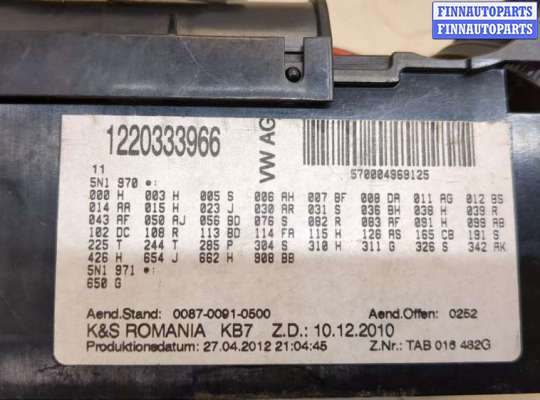 FINNAUTOPARTS
FINNAUTOPARTS
1220333966
VW AG
570004969125
11
5N1 970 •:
000 H 003 H 005 S 006 AH 007 BF 008 DA 011 AG 012 BS
014 AA 015 H 023 J 030 AR 031 S 036 BH 038 H 039 R
043 AF 050 AJ 056 BD 076 S 082 R 083 AF 091 H 098 AB
102 DC 108 R 113 BD 114 FA 115 H 126 AS 165 CB 191 S
225 T 244 T 285 P 304 S 310 H 311 G 326 S 342 AK
426 H 654 J 662 H 908 BB
5N1 971 •:
650 G
Aend.Stand: 0087-0091-0500 Aend.Offen: 0252
K&S ROMANIA KB7 Z.D.: 10.12.2010
Produktionsdatum: 27.04.2012 21:04:45 Z.Nr.: TAB 016 482G